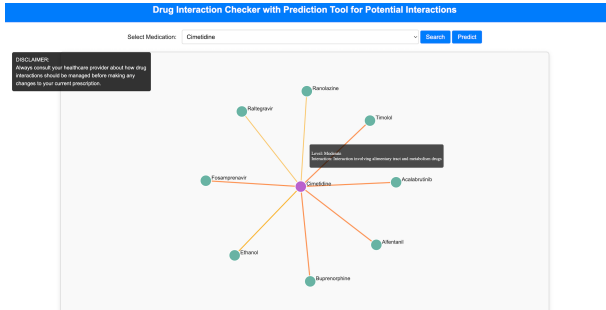 Drug Interaction Checker with Prediction Tool for Potential Interactions
Select Medication: Cimetidine Search Predict
DISCLAIMER:
Always consult your healthcare provider about how drug
interactions should be managed before making any
changes to your current prescription.
Ranolazine
Raltegravir
Timolol
Level: Moderate
Interaction: Interaction involving alimentary tract and metabolism drugs
Fosamprenavir
Cimetidine
Acalabrutinib
Alfentanil
Ethanol
Buprenorphine